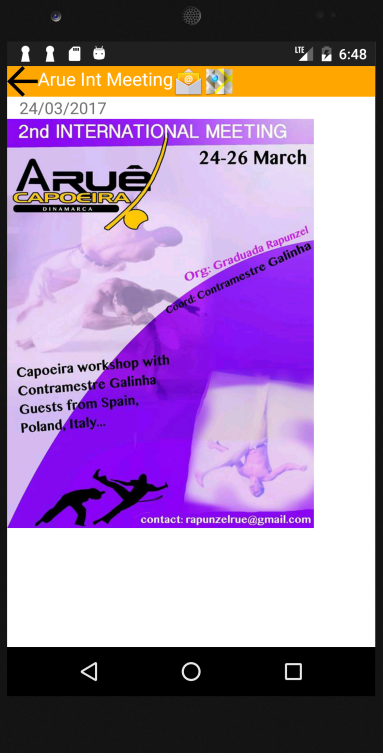 LTE 6:48
Arue Int Meeting
24/03/2017
2nd INTERNATIONAL MEETING
24-26 March
ARUÊ
CAPOEIRA
DINAMARCA
Org: Graduada Rapunzel
Coord: Contramestre Galinha
Capoeira workshop with
Contramestre Galinha
Guests from Spain,
Poland, Italy...
contact: rapunzelrue@gmail.com